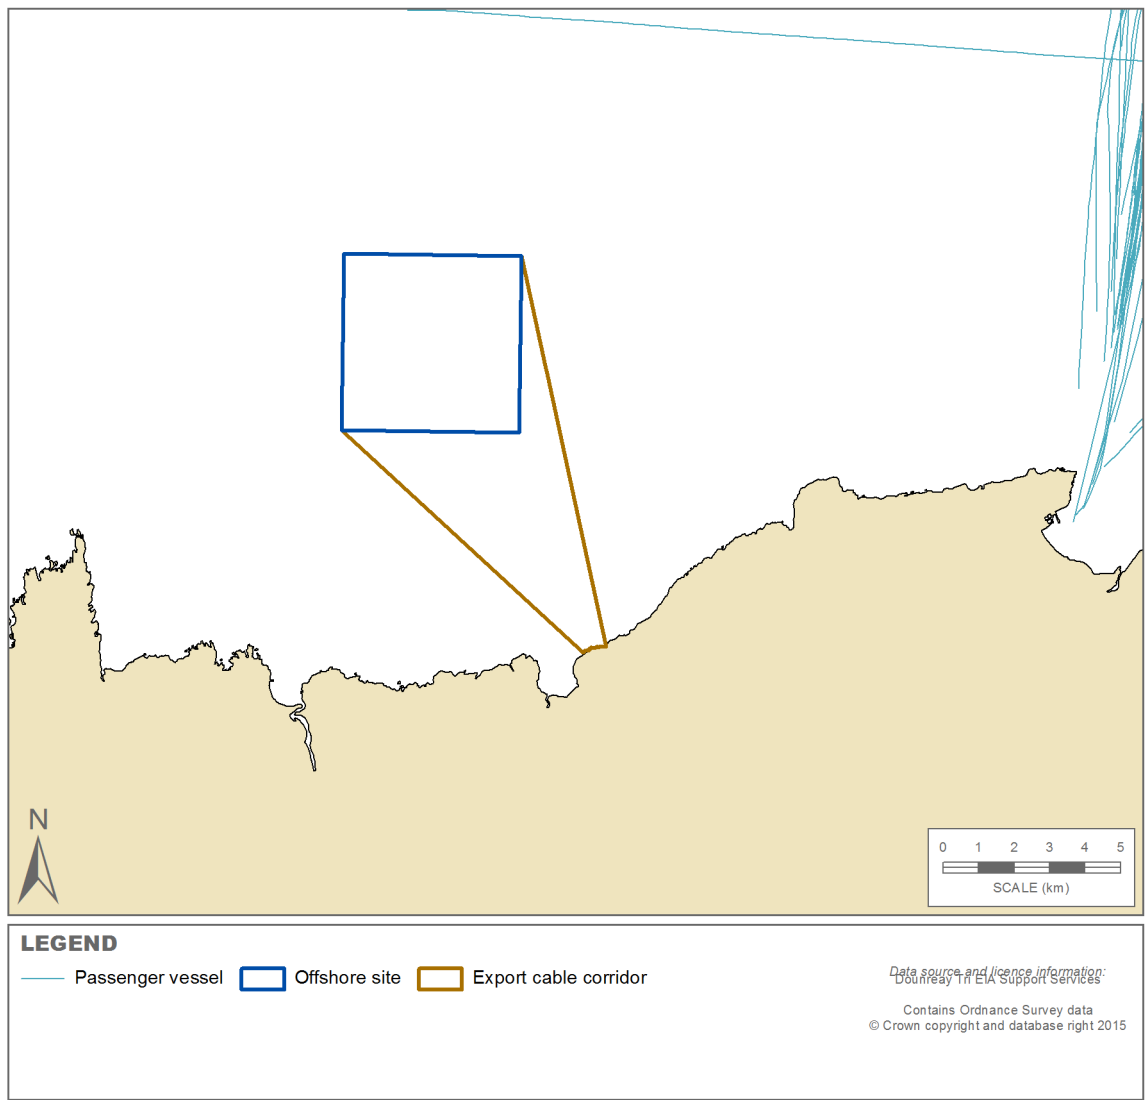 N
0 1 2 3 4 5
SCALE (km)
LEGEND
Passenger vessel Offshore site Export cable corridor
Data source and licence information:
Dounreay Tri EIA Support Services
Contains Ordnance Survey data
© Crown copyright and database right 2015